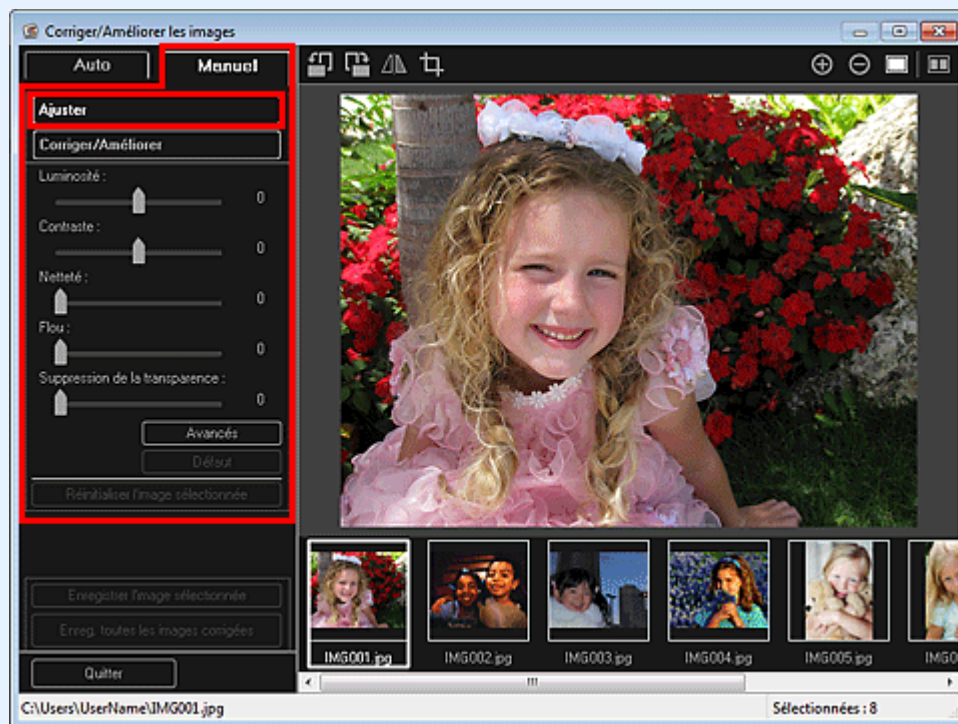 Corriger/Améliorer les images
Auto
Manuel
Ajuster
Corriger/Améliorer
Luminosité :
0
Contraste :
0
Netteté :
0
Flou :
0
Suppression de la transparence :
0
Avancés
Défaut
Réinitialiser l'image sélectionnée
Enregistrer l'image sélectionnée
Enreg. toutes les images corrigées
Quitter
IMG001.jpg
IMG002.jpg
IMG003.jpg
IMG004.jpg
IMG005.jpg
IMG0
C:\Users\UserName\IMG001.jpg
Sélectionnées : 8